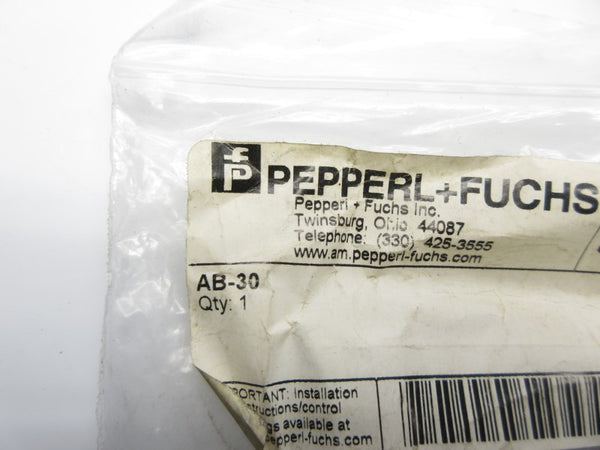 PEPPERL+FUCHS
Pepperl + Fuchs Inc.
Twinsburg, Ohio 44087
Telephone: (330) 425-3555
www.am.pepperl-fuchs.com
AB-30
Qty: 1
PORTANT: Installation
tructions/control
gs available at
pepperl-fuchs.com